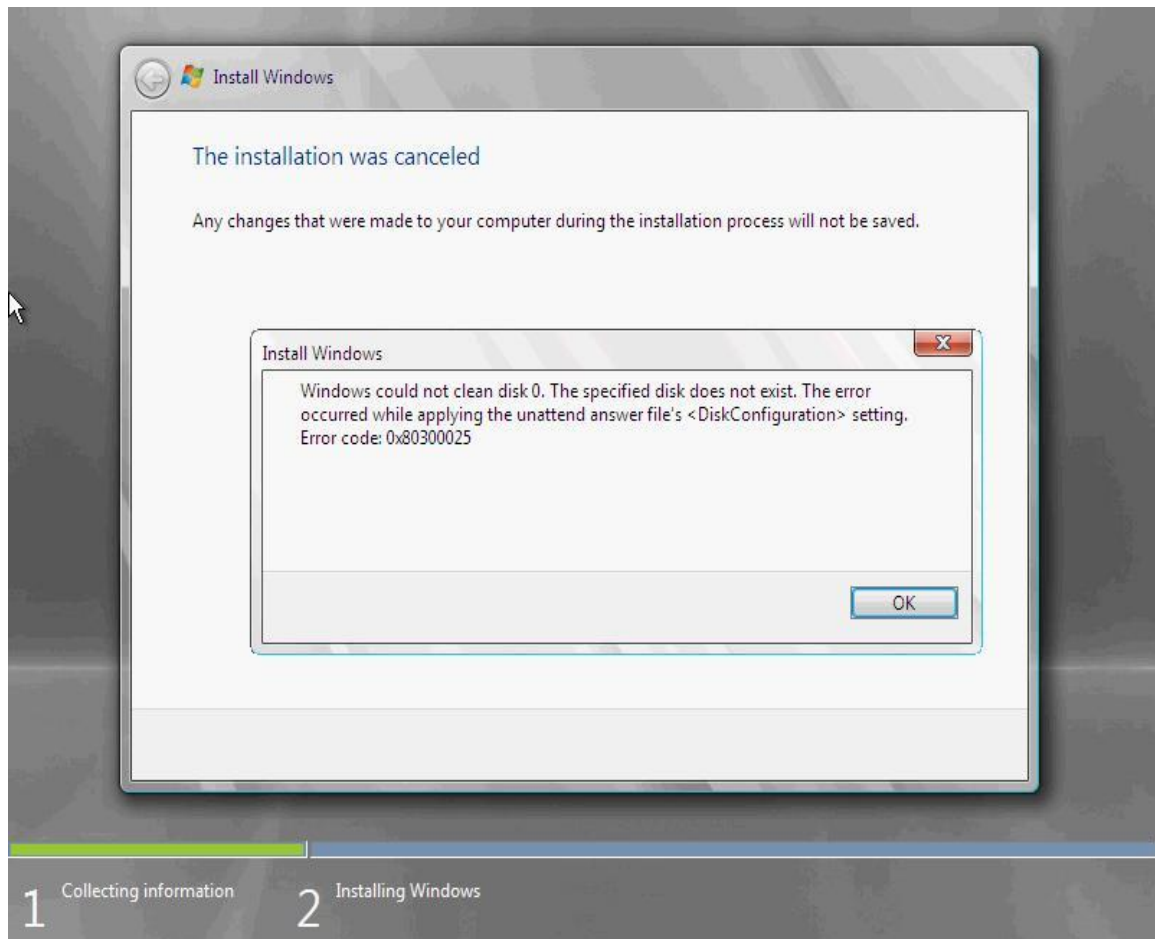 Install Windows
The installation was canceled
Any changes that were made to your computer during the installation process will not be saved.
Install Windows
Windows could not clean disk 0. The specified disk does not exist. The error
occurred while applying the unattend answer file's <DiskConfiguration> setting.
Error code: 0x80300025
OK
1 Collecting information 2 Installing Windows